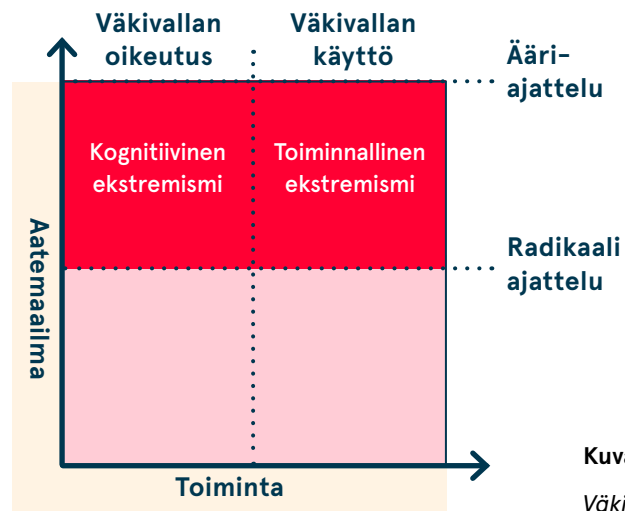 Väkivallan
oikeutus
Väkivallan
käyttö
Ääri-
ajattelu
Kognitiivinen
ekstremismi
Toiminnallinen
ekstremismi
Aatemaailma
Radikaali
ajattelu
Toiminta